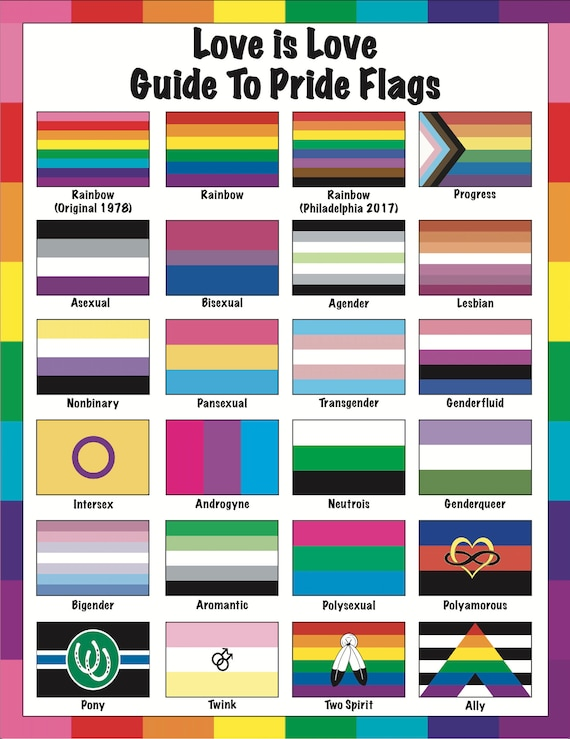 Love is Love
Guide To Pride Flags
Rainbow
(Original 1978)
Rainbow
Rainbow
(Philadelphia 2017)
Progress
Asexual
Bisexual
Agender
Lesbian
Nonbinary
Pansexual
Transgender
Genderfluid
Intersex
Androgyne
Neutrois
Genderqueer
Bigender
Aromantic
Polysexual
Polyamorous
Pony
Twink
Two Spirit
Ally